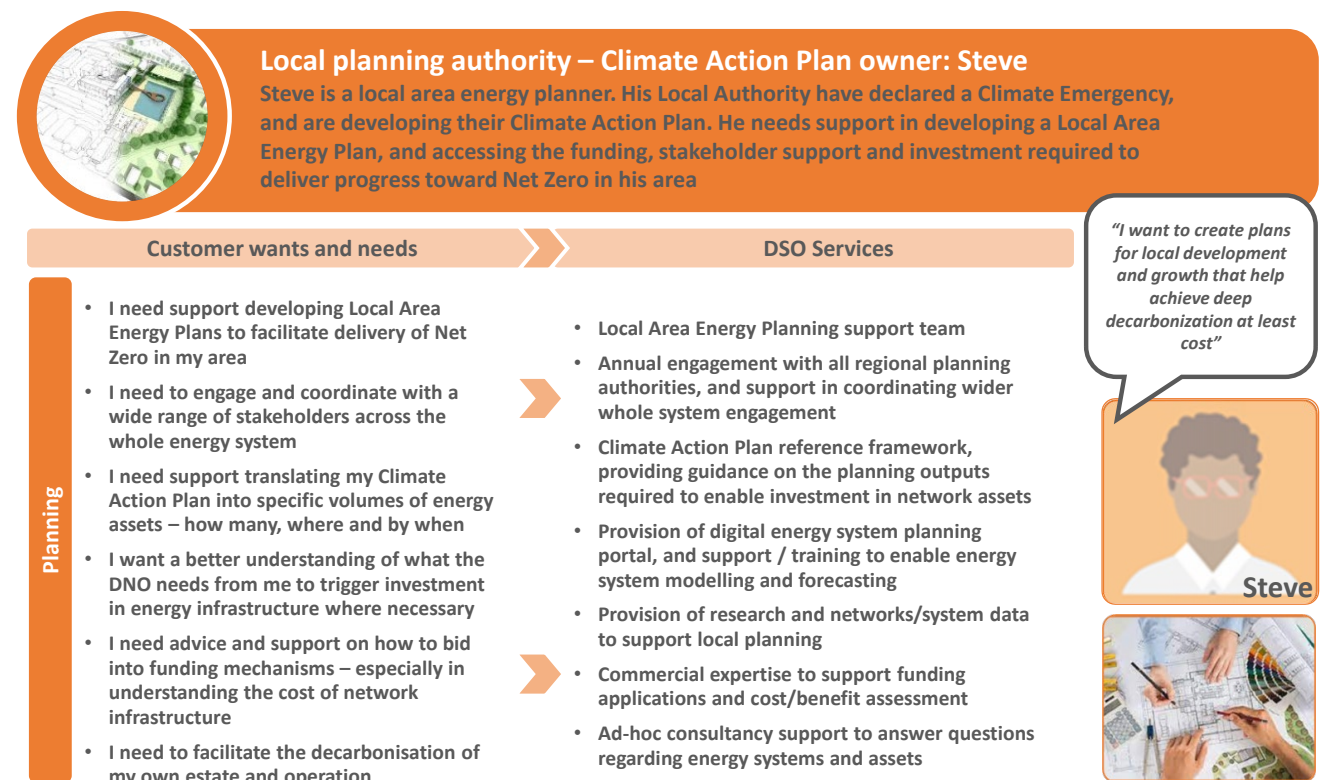 Local planning authority – Climate Action Plan owner: Steve
Steve is a local area energy planner. His Local Authority have declared a Climate Emergency,
and are developing their Climate Action Plan. He needs support in developing a Local Area
Energy Plan, and accessing the funding, stakeholder support and investment required to
deliver progress toward Net Zero in his area
Customer wants and needs
DSO Services
"I want to create plans
for local development
and growth that help
achieve deep
decarbonization at least
cost"
Planning
• I need support developing Local Area
Energy Plans to facilitate delivery of Net
Zero in my area
• I need to engage and coordinate with a
wide range of stakeholders across the
whole energy system
• I need support translating my Climate
Action Plan into specific volumes of energy
assets – how many, where and by when
• I want a better understanding of what the
DNO needs from me to trigger investment
in energy infrastructure where necessary
• I need advice and support on how to bid
into funding mechanisms – especially in
understanding the cost of network
infrastructure
• I need to facilitate the decarbonisation of
my own estate and operation
• Local Area Energy Planning support team
• Annual engagement with all regional planning
authorities, and support in coordinating wider
whole system engagement
• Climate Action Plan reference framework,
providing guidance on the planning outputs
required to enable investment in network assets
• Provision of digital energy system planning
portal, and support / training to enable energy
system modelling and forecasting
• Provision of research and networks/system data
to support local planning
• Commercial expertise to support funding
applications and cost/benefit assessment
• Ad-hoc consultancy support to answer questions
regarding energy systems and assets
Steve